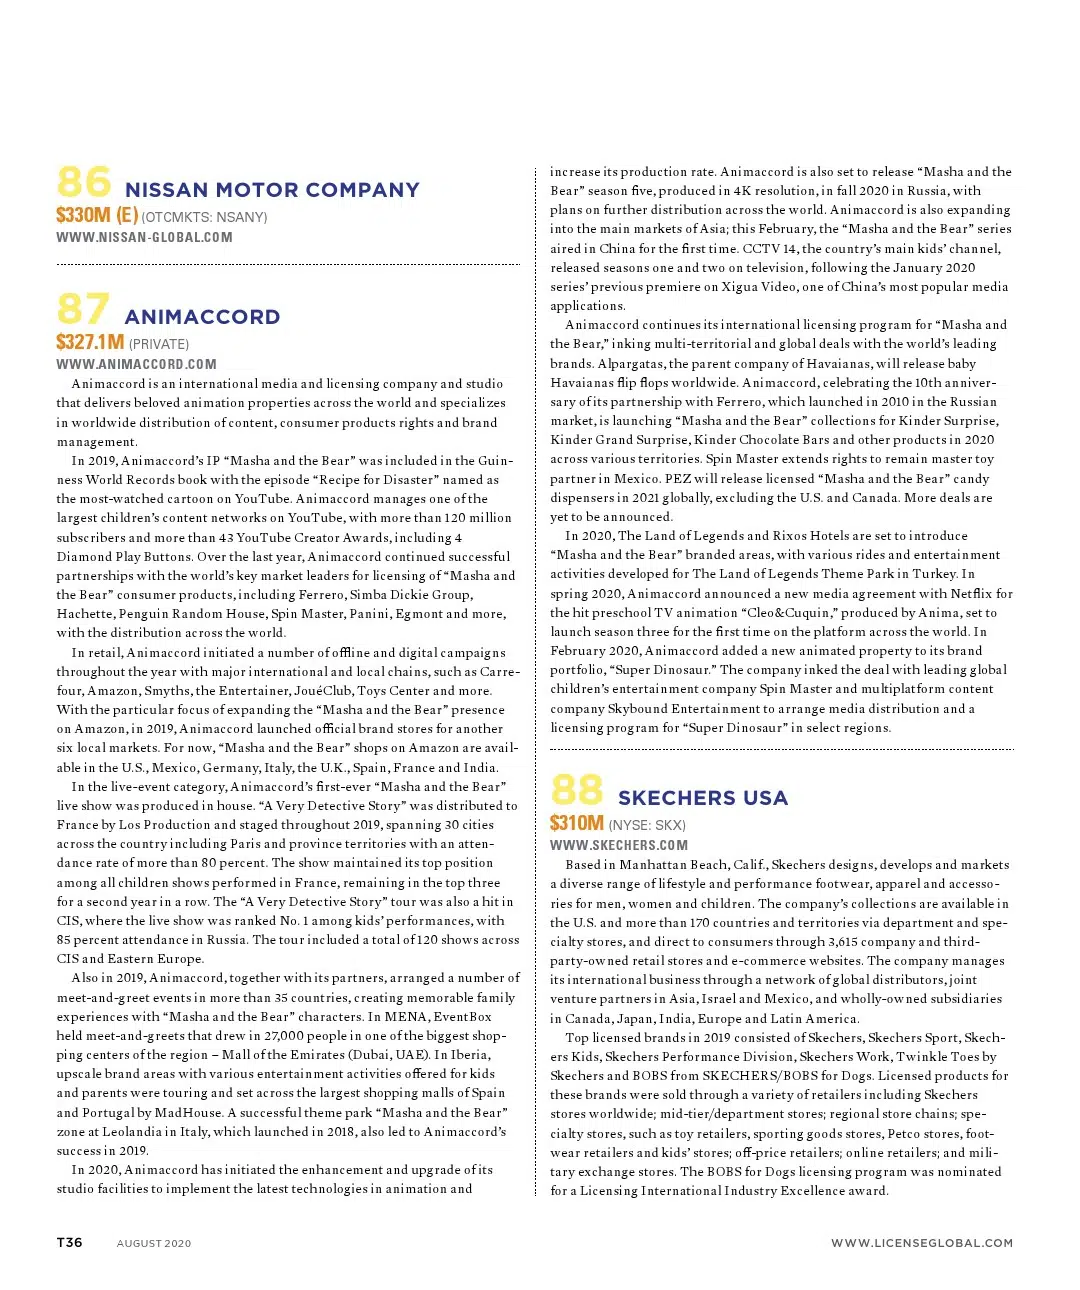 86 NISSAN MOTOR COMPANY
$330M (E) (OTCMKTS: NSANY)
WWW.NISSAN-GLOBAL.COM
87 ANIMACCORD
$327.1M (PRIVATE)
WWW.ANIMACCORD.COM
Animaccord is an international media and licensing company and studio
that delivers beloved animation properties across the world and specializes
in worldwide distribution of content, consumer products rights and brand
management.
In 2019, Animaccord's IP “Masha and the Bear” was included in the Guin-
ness World Records book with the episode “Recipe for Disaster” named as
the most-watched cartoon on YouTube. Animaccord manages one of the
largest children's content networks on YouTube, with more than 120 million
subscribers and more than 43 YouTube Creator Awards, including 4
Diamond Play Buttons. Over the last year, Animaccord continued successful
partnerships with the world's key market leaders for licensing of “Masha and
the Bear” consumer products, including Ferrero, Simba Dickie Group,
Hachette, Penguin Random House, Spin Master, Panini, Egmont and more,
with the distribution across the world.
In retail, Animaccord initiated a number of offline and digital campaigns
throughout the year with major international and local chains, such as Carre-
four, Amazon, Smyths, the Entertainer, JouéClub, Toys Center and more.
With the particular focus of expanding the “Masha and the Bear” presence
on Amazon, in 2019, Animaccord launched official brand stores for another
six local markets. For now, “Masha and the Bear” shops on Amazon are avail-
able in the U.S., Mexico, Germany, Italy, the U.K., Spain, France and India.
In the live-event category, Animaccord's first-ever “Masha and the Bear”
live show was produced in house. “A Very Detective Story” was distributed to
France by Los Production and staged throughout 2019, spanning 30 cities
across the country including Paris and province territories with an atten-
dance rate of more than 80 percent. The show maintained its top position
among all children shows performed in France, remaining in the top three
for a second year in a row. The “A Very Detective Story” tour was also a hit in
CIS, where the live show was ranked No. 1 among kids' performances, with
85 percent attendance in Russia. The tour included a total of 120 shows across
CIS and Eastern Europe.
Also in 2019, Animaccord, together with its partners, arranged a number of
meet-and-greet events in more than 35 countries, creating memorable family
experiences with “Masha and the Bear” characters. In MENA, EventBox
held meet-and-greets that drew in 27,000 people in one of the biggest shop-
ping centers of the region – Mall of the Emirates (Dubai, UAE). In Iberia,
upscale brand areas with various entertainment activities offered for kids
and parents were touring and set across the largest shopping malls of Spain
and Portugal by MadHouse. A successful theme park “Masha and the Bear”
zone at Leolandia in Italy, which launched in 2018, also led to Animaccord's
success in 2019.
In 2020, Animaccord has initiated the enhancement and upgrade of its
studio facilities to implement the latest technologies in animation and
increase its production rate. Animaccord is also set to release “Masha and the
Bear” season five, produced in 4K resolution, in fall 2020 in Russia, with
plans on further distribution across the world. Animaccord is also expanding
into the main markets of Asia; this February, the “Masha and the Bear” series
aired in China for the first time. CCTV 14, the country's main kids' channel,
released seasons one and two on television, following the January 2020
series' previous premiere on Xigua Video, one of China's most popular media
applications.
Animaccord continues its international licensing program for “Masha and
the Bear,” inking multi-territorial and global deals with the world's leading
brands. Alpargatas, the parent company of Havaianas, will release baby
Havaianas flip flops worldwide. Animaccord, celebrating the 10th anniver-
sary of its partnership with Ferrero, which launched in 2010 in the Russian
market, is launching “Masha and the Bear” collections for Kinder Surprise,
Kinder Grand Surprise, Kinder Chocolate Bars and other products in 2020
across various territories. Spin Master extends rights to remain master toy
partner in Mexico. PEZ will release licensed “Masha and the Bear” candy
dispensers in 2021 globally, excluding the U.S. and Canada. More deals are
yet to be announced.
In 2020, The Land of Legends and Rixos Hotels are set to introduce
“Masha and the Bear” branded areas, with various rides and entertainment
activities developed for The Land of Legends Theme Park in Turkey. In
spring 2020, Animaccord announced a new media agreement with Netflix for
the hit preschool TV animation “Cleo&Cuquin,” produced by Anima, set to
launch season three for the first time on the platform across the world. In
February 2020, Animaccord added a new animated property to its brand
portfolio, “Super Dinosaur.” The company inked the deal with leading global
children's entertainment company Spin Master and multiplatform content
company Skybound Entertainment to arrange media distribution and a
licensing program for “Super Dinosaur” in select regions.
88 SKECHERS USA
$310M (NYSE: SKX)
WWW.SKECHERS.COM
Based in Manhattan Beach, Calif., Skechers designs, develops and markets
a diverse range of lifestyle and performance footwear, apparel and accesso-
ries for men, women and children. The company's collections are available in
the U.S. and more than 170 countries and territories via department and spe-
cialty stores, and direct to consumers through 3,615 company and third-
party-owned retail stores and e-commerce websites. The company manages
its international business through a network of global distributors, joint
venture partners in Asia, Israel and Mexico, and wholly-owned subsidiaries
in Canada, Japan, India, Europe and Latin America.
Top licensed brands in 2019 consisted of Skechers, Skechers Sport, Skech-
ers Kids, Skechers Performance Division, Skechers Work, Twinkle Toes by
Skechers and BOBS from SKECHERS/BOBS for Dogs. Licensed products for
these brands were sold through a variety of retailers including Skechers
stores worldwide; mid-tier/department stores; regional store chains; spe-
cialty stores, such as toy retailers, sporting goods stores, Petco stores, foot-
wear retailers and kids' stores; off-price retailers; online retailers; and mili-
tary exchange stores. The BOBS for Dogs licensing program was nominated
for a Licensing International Industry Excellence award.
T36 AUGUST 2020 WWW.LICENSEGLOBAL.COM